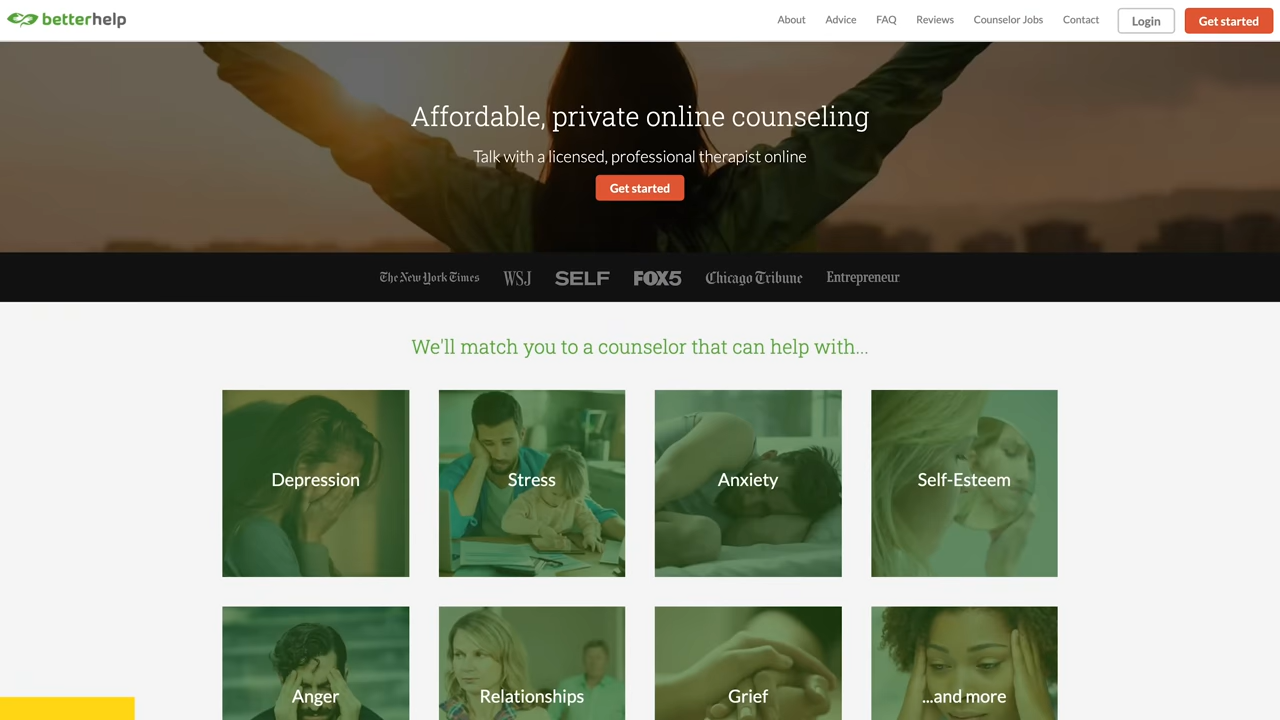 betterhelp
About Advice FAQ Reviews Counselor Jobs Contact Login Get started
Affordable, private online counseling
Talk with a licensed, professional therapist online
Get started
The New York Times WSJ SELF FOX5 Chicago Tribune Entrepreneur
We'll match you to a counselor that can help with...
Depression Stress Anxiety Self-Esteem
Anger Relationships Grief ...and more